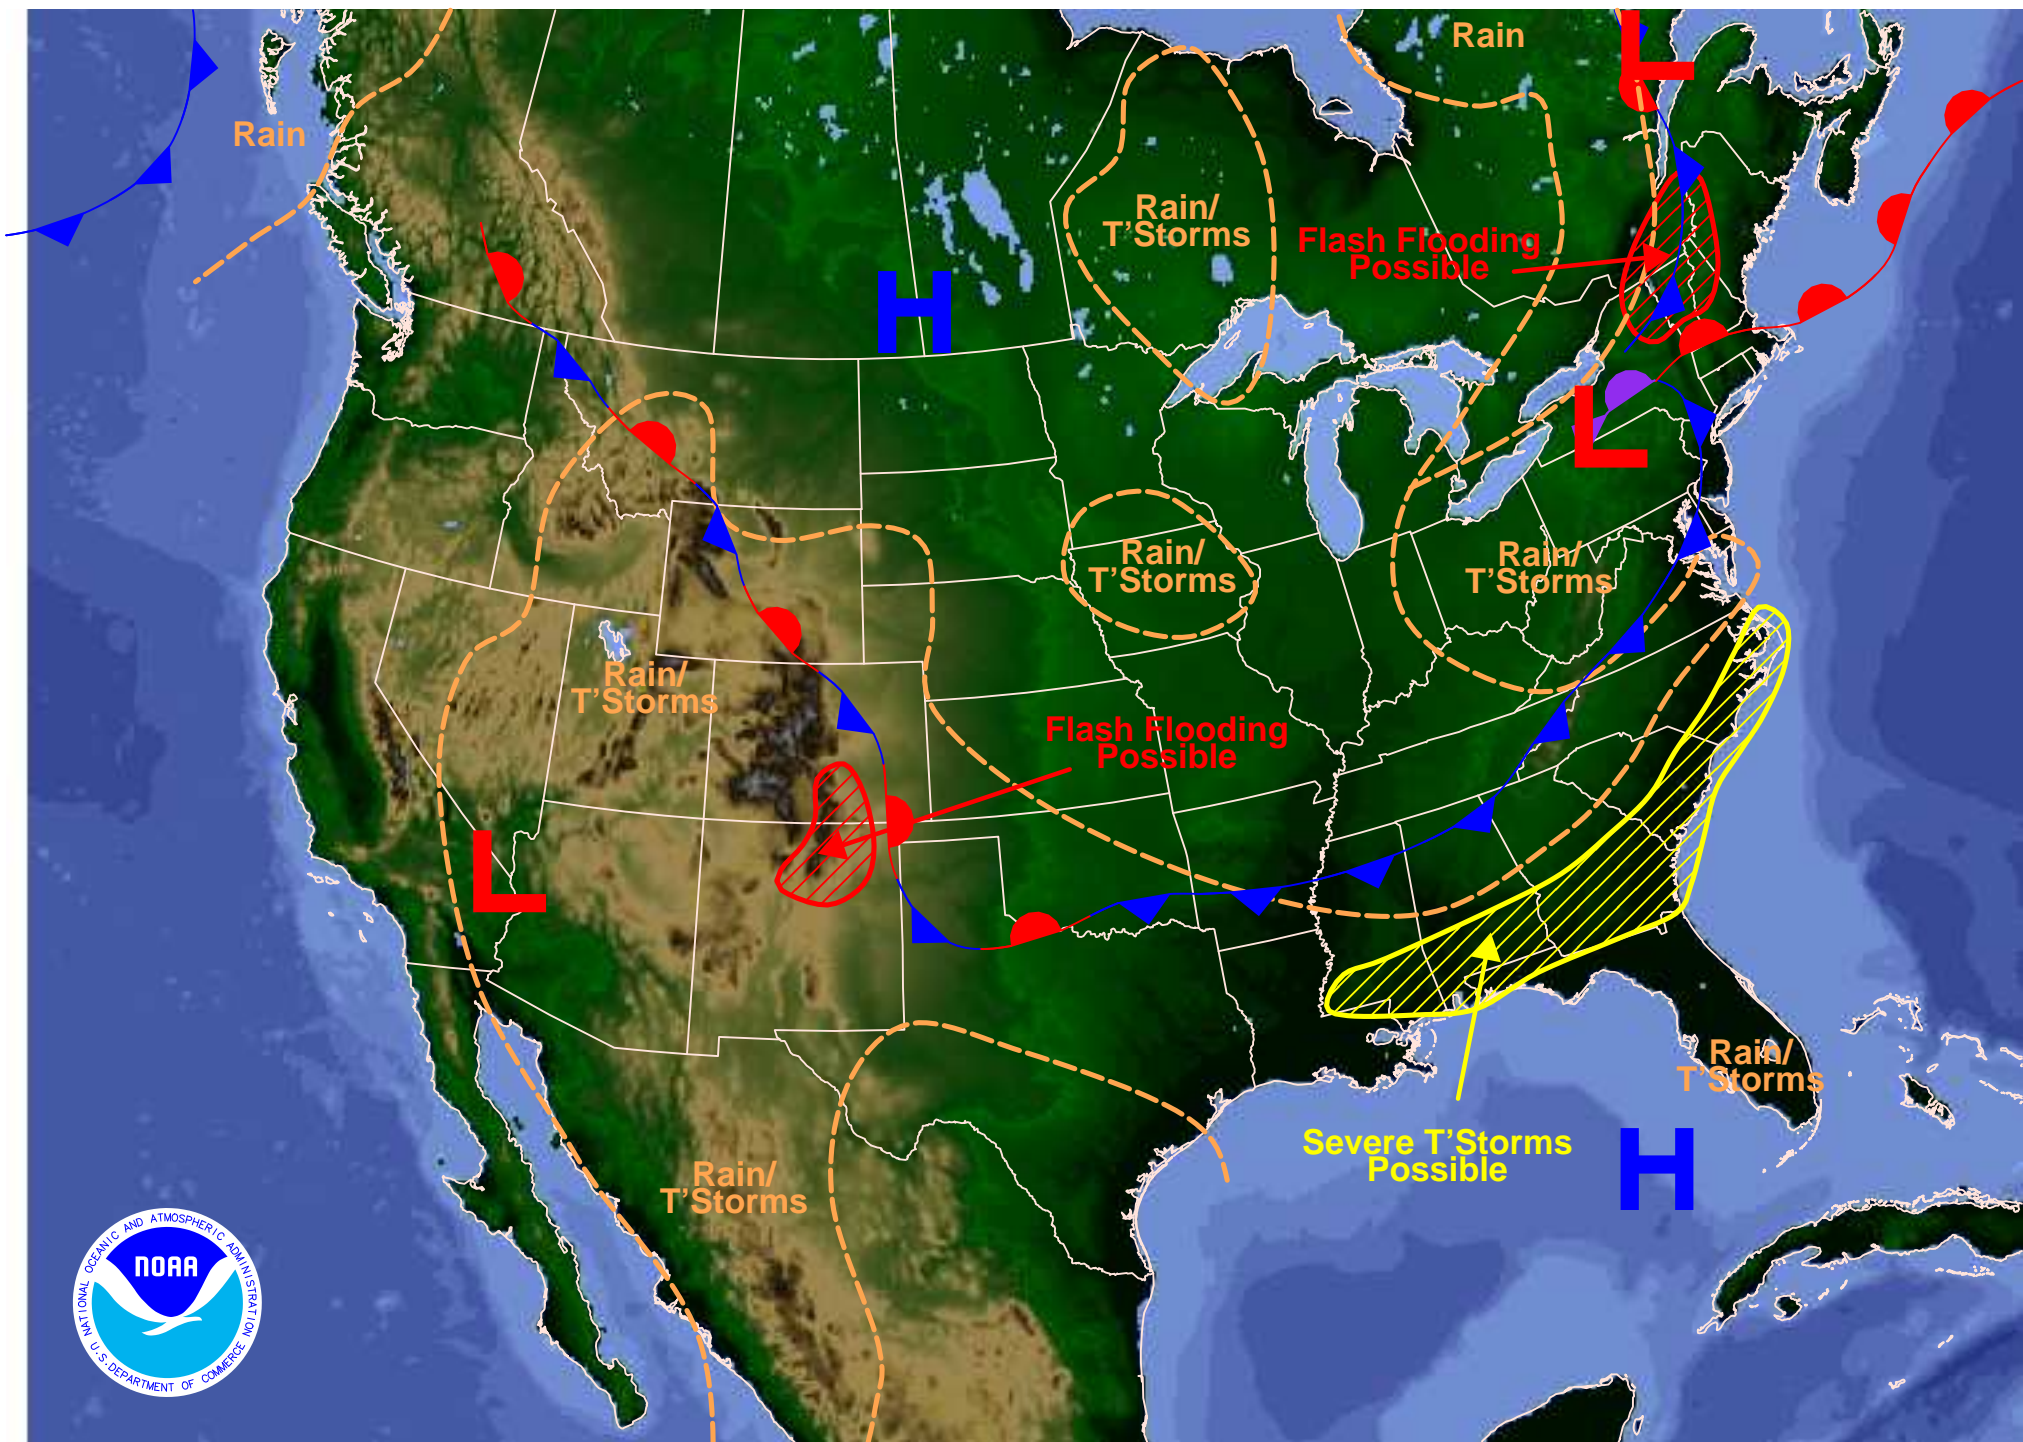 Rain
L
Rain
Rain/
T'Storms
Flash Flooding
Possible
H
L
Rain/
T'Storms
Rain/
T'Storms
Rain/
T'Storms
Flash Flooding
Possible
L
Rain/
T'Storms
Severe T'Storms
Possible
H
Rain/
T'Storms
NATIONAL OCEANIC AND ATMOSPHERIC ADMINISTRATION
NOAA
U.S. DEPARTMENT OF COMMERCE